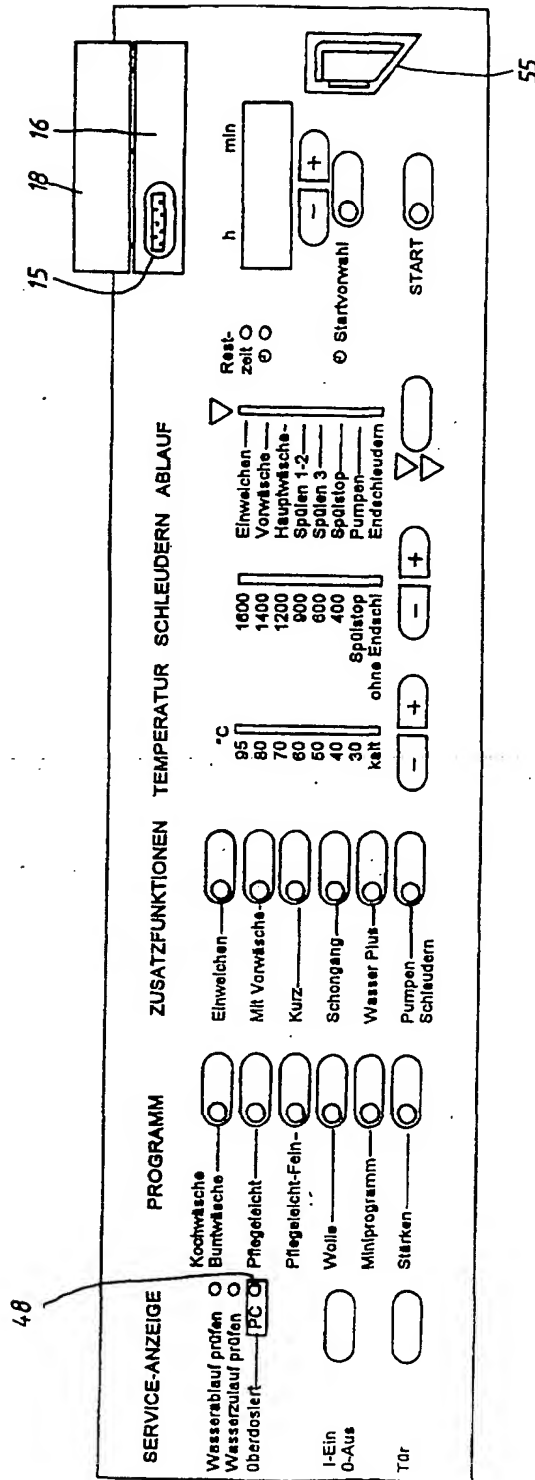 48
18
15
16
55
SERVICE-ANZEIGE
Wasserablauf prüfen
Wasserzulauf prüfen
überdosiert
PC
I-Ein
0-Aus
Tür
PROGRAMM
Kochwäsche
Buntwäsche
Pflegeleicht
Pflegeleicht-Fein
Wolle
Miniprogramm
Stärken
ZUSATZFUNKTIONEN
Einweichen
Mit Vorwäsche
Kurz
Schongang
Wasser Plus
Pumpen
Schleudern
TEMPERATUR
°C
95
80
70
60
50
40
30
kalt
- +
SCHLEUDERN
1600
1400
1200
900
600
400
Spülstop
ohne Endschl
- +
ABLAUF
Einweichen
Vorwäsche
Hauptwäsche
Spülen 1-2
Spülen 3
Spülstop
Pumpen
Endschleudern
Rest-
zeit
h min
- +
Startvorwahl
START